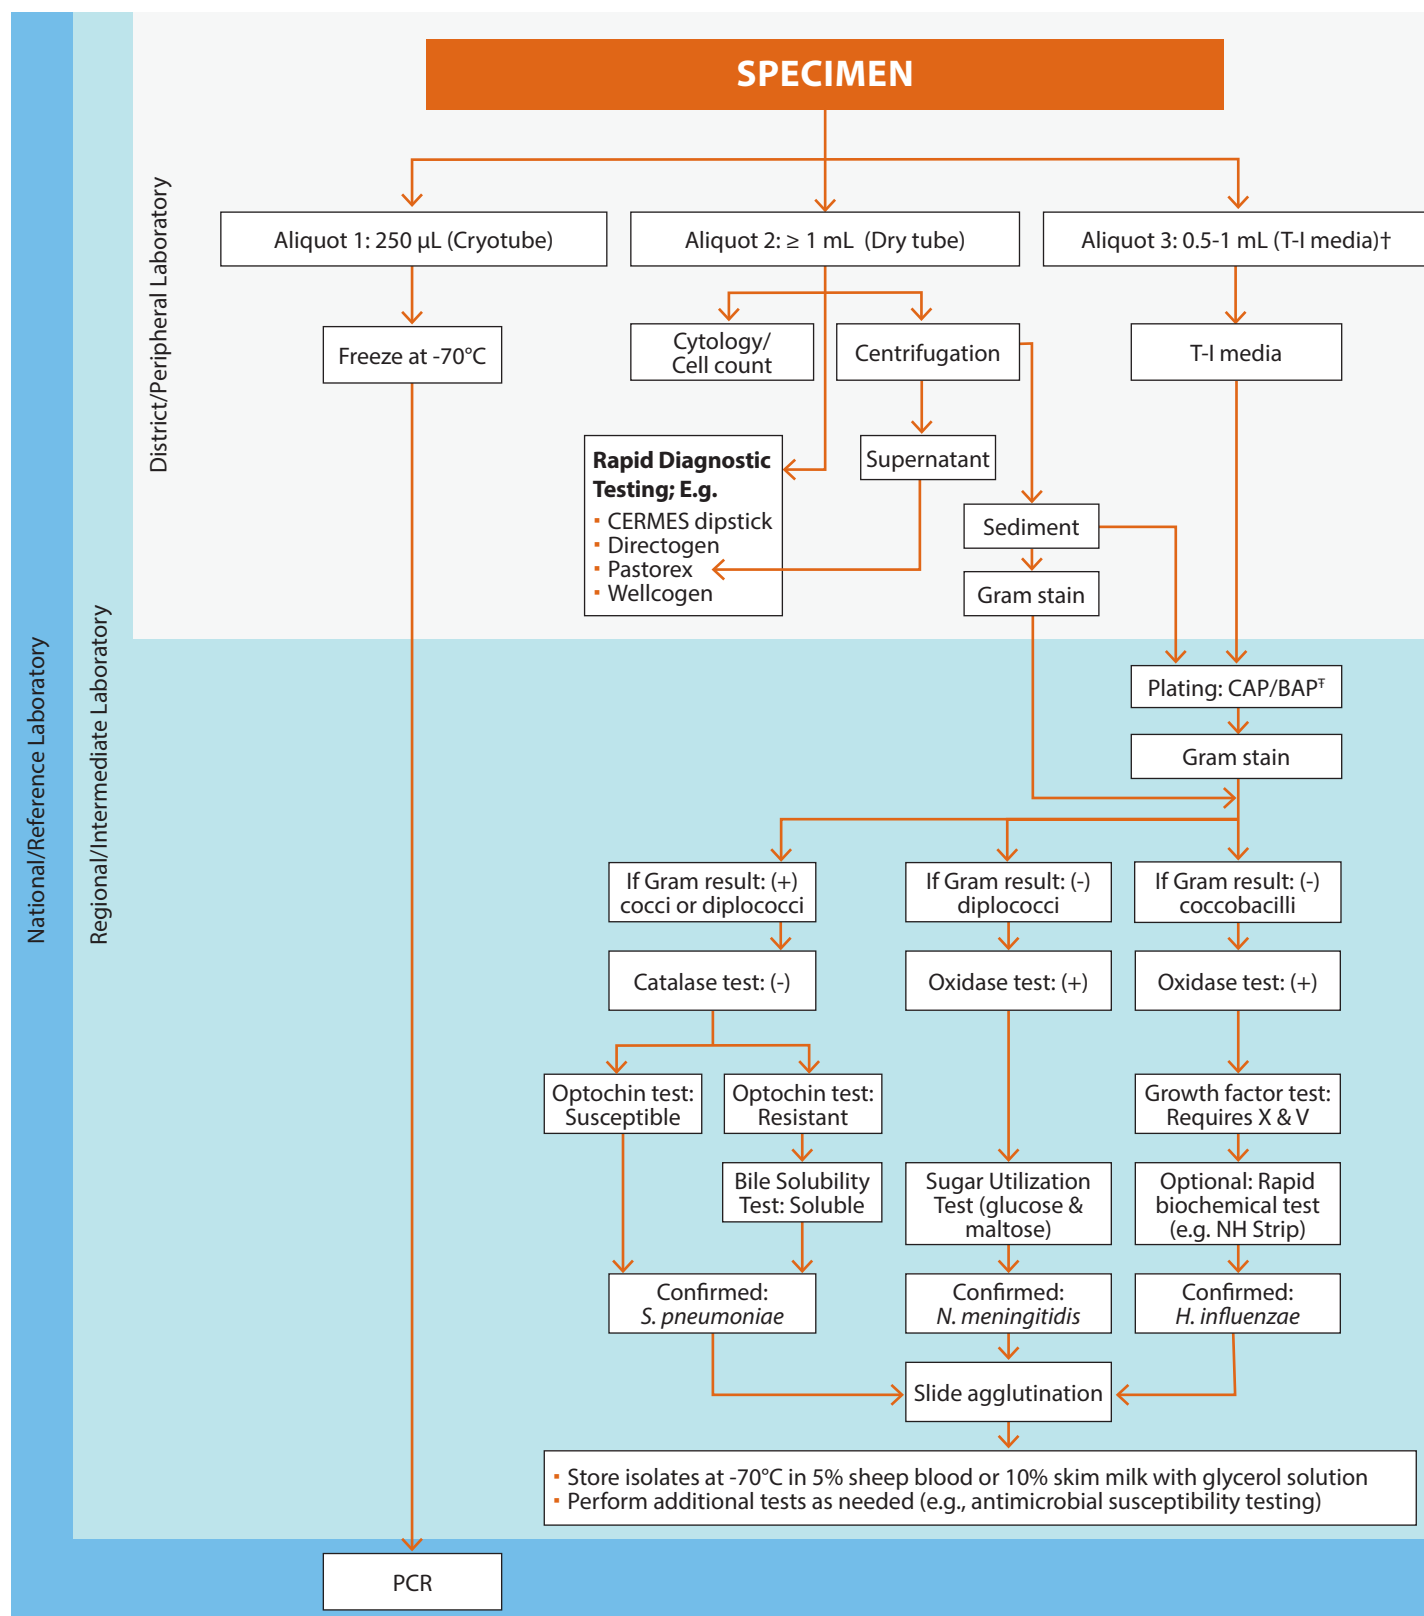 SPECIMEN
Aliquot 1: 250 µL (Cryotube)
Aliquot 2: ≥ 1 mL (Dry tube)
Aliquot 3: 0.5-1 mL (T-I media)†
Freeze at -70°C
Cytology/
Cell count
Centrifugation
T-I media
Rapid Diagnostic
Testing; E.g.
▪ CERMES dipstick
▪ Directogen
▪ Pastorex
▪ Wellcogen
Supernatant
Sediment
Gram stain
District/Peripheral Laboratory
Regional/Intermediate Laboratory
National/Reference Laboratory
Plating: CAP/BAP Ŧ
Gram stain
If Gram result: (+)
cocci or diplococci
If Gram result: (-)
diplococci
If Gram result: (-)
coccobacilli
Catalase test: (-)
Oxidase test: (+)
Oxidase test: (+)
Optochin test:
Susceptible
Optochin test:
Resistant
Growth factor test:
Requires X & V
Bile Solubility
Test: Soluble
Sugar Utilization
Test (glucose &
maltose)
Optional: Rapid
biochemical test
(e.g. NH Strip)
Confirmed:
S. pneumoniae
Confirmed:
N. meningitidis
Confirmed:
H. influenzae
Slide agglutination
▪ Store isolates at -70°C in 5% sheep blood or 10% skim milk with glycerol solution
▪ Perform additional tests as needed (e.g., antimicrobial susceptibility testing)
PCR